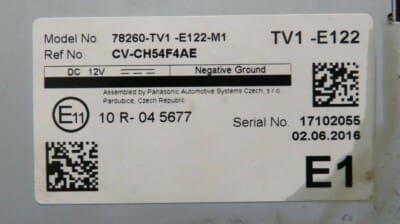 Model No. 78260-TV1 -E122-M1 TV1 -E122
Ref No. CV-CH54F4AE
DC 12V Negative Ground
Assembled by Panasonic Automotive Systems Czech, s.r.o
Pardubice, Czech Republic
E11 10 R- 04 5677 Serial No. 17102055
02.06.2016
E1